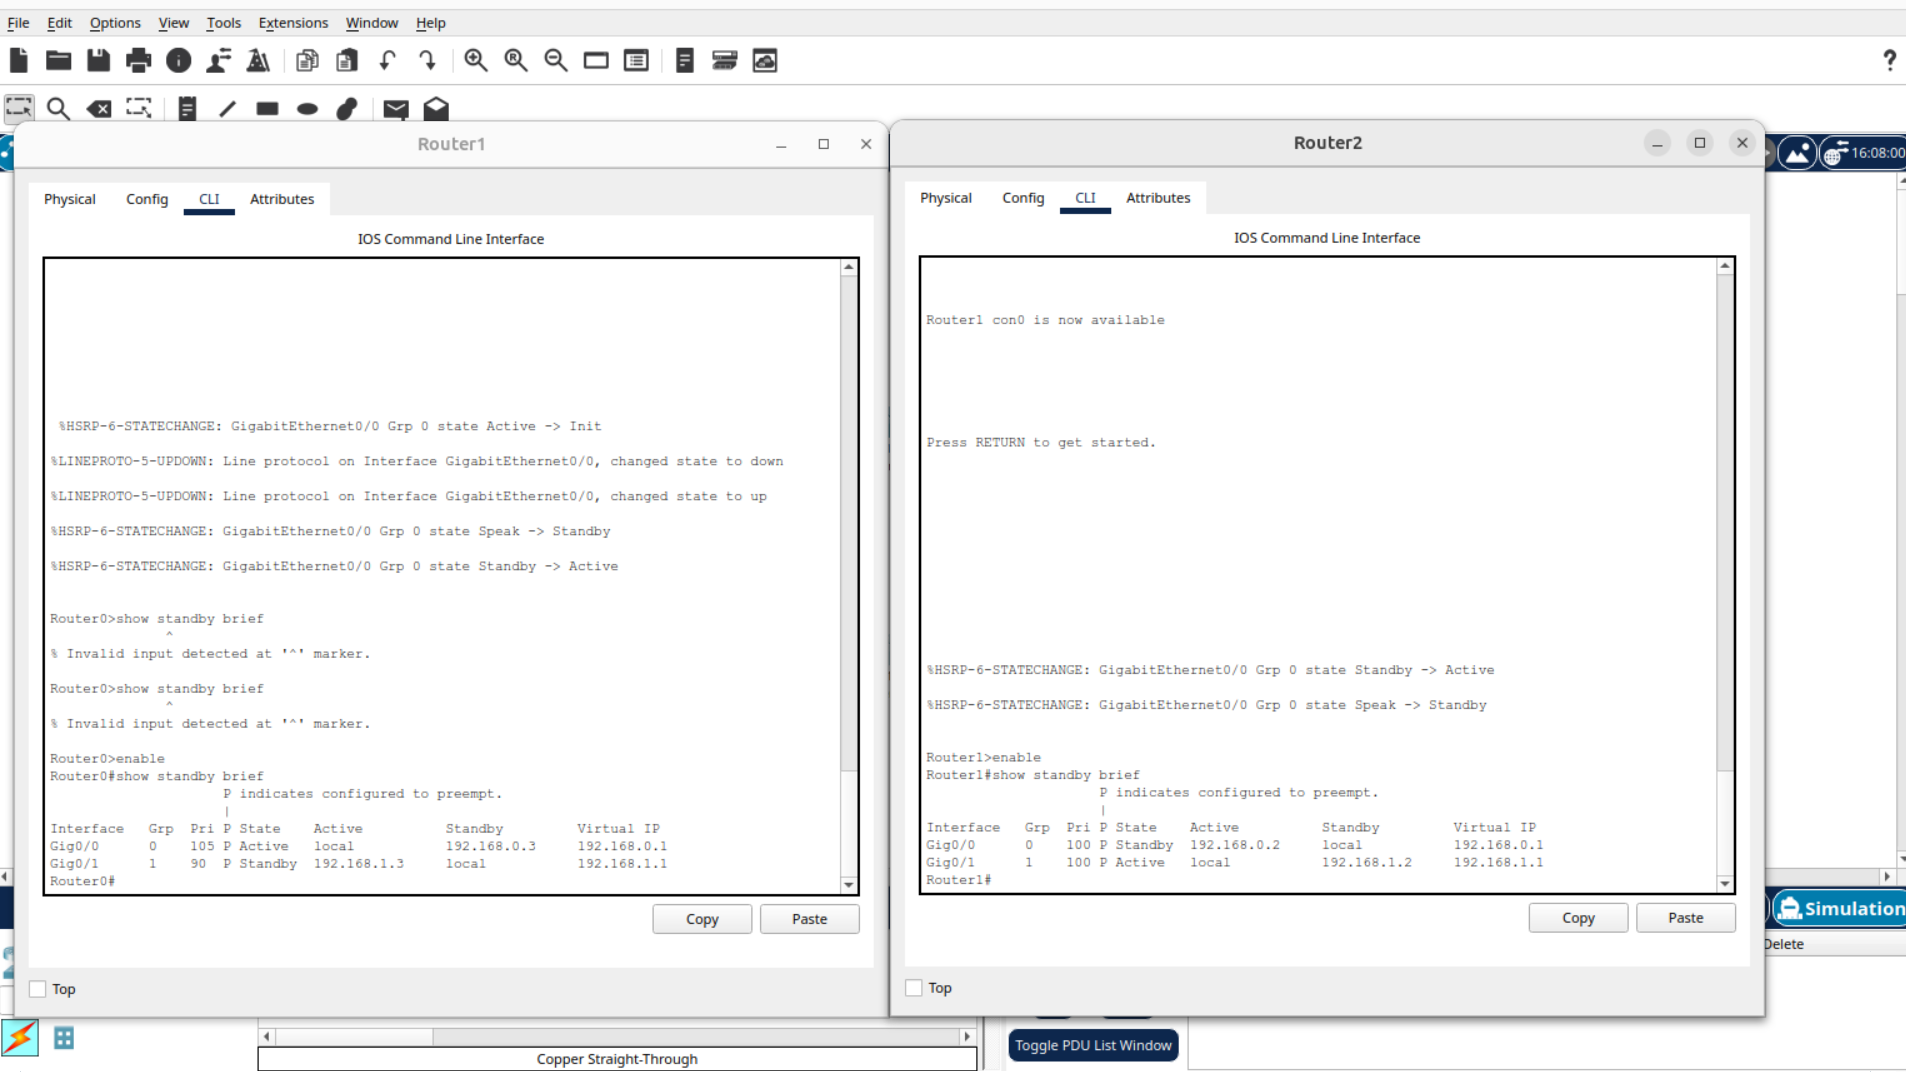 File Edit Options View Tools Extensions Window Help
?
16:08:00
Router1
Physical Config CLI Attributes
IOS Command Line Interface
%HSRP-6-STATECHANGE: GigabitEthernet0/0 Grp 0 state Active -> Init
%LINEPROTO-5-UPDOWN: Line protocol on Interface GigabitEthernet0/0, changed state to down
%LINEPROTO-5-UPDOWN: Line protocol on Interface GigabitEthernet0/0, changed state to up
%HSRP-6-STATECHANGE: GigabitEthernet0/0 Grp 0 state Speak -> Standby
%HSRP-6-STATECHANGE: GigabitEthernet0/0 Grp 0 state Standby -> Active
Router0>show standby brief
^
% Invalid input detected at '^' marker.
Router0>show standby brief
^
% Invalid input detected at '^' marker.
Router0>enable
Router0#show standby brief
P indicates configured to preempt.
|
Interface Grp Pri P State Active Standby Virtual IP
Gig0/0 0 105 P Active local 192.168.0.3 192.168.0.1
Gig0/1 1 90 P Standby 192.168.1.3 local 192.168.1.1
Router0#
Copy Paste
Top
Router2
Physical Config CLI Attributes
IOS Command Line Interface
Router1 con0 is now available
Press RETURN to get started.
%HSRP-6-STATECHANGE: GigabitEthernet0/0 Grp 0 state Standby -> Active
%HSRP-6-STATECHANGE: GigabitEthernet0/0 Grp 0 state Speak -> Standby
Router1>enable
Router1#show standby brief
P indicates configured to preempt.
|
Interface Grp Pri P State Active Standby Virtual IP
Gig0/0 0 100 P Standby 192.168.0.2 local 192.168.0.1
Gig0/1 1 100 P Active local 192.168.1.2 192.168.1.1
Router1#
Copy Paste
Top
Simulation
Delete
Toggle PDU List Window
Copper Straight-Through